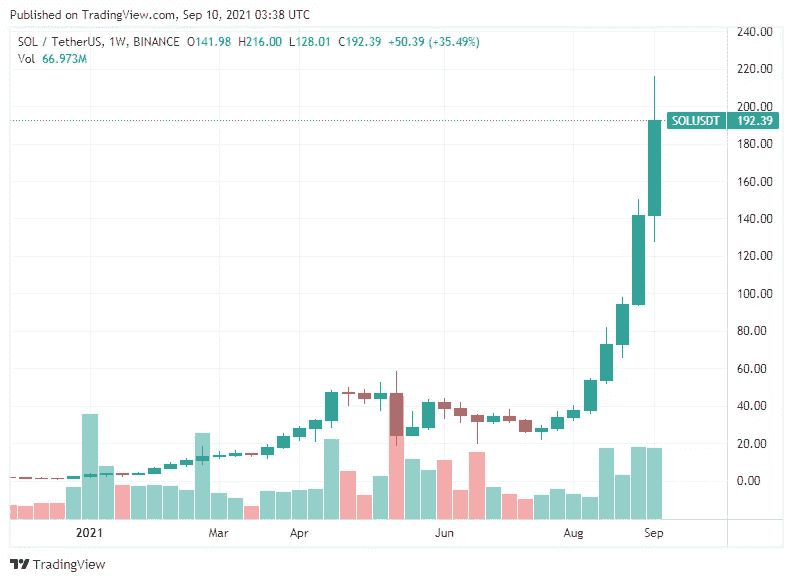 Published on TradingView.com, Sep 10, 2021 03:38 UTC
SOL / TetherUS, 1W, BINANCE O141.98 H216.00 L128.01 C192.39 +50.39 (+35.49%)
Vol 66.973M
240.00
220.00
200.00
SOLUSDT 192.39
180.00
160.00
140.00
120.00
100.00
80.00
60.00
40.00
20.00
0.00
2021 Mar Apr Jun Aug Sep
TradingView